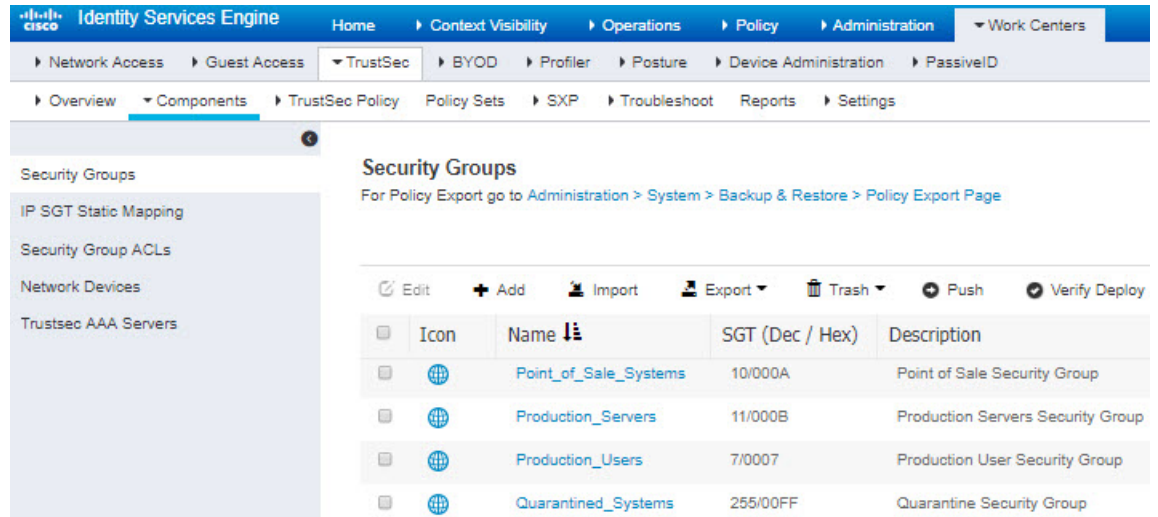 cisco Identity Services Engine Home Context Visibility Operations Policy Administration Work Centers
Network Access Guest Access TrustSec BYOD Profiler Posture Device Administration PassiveID
Overview Components TrustSec Policy Policy Sets SXP Troubleshoot Reports Settings
Security Groups
IP SGT Static Mapping
Security Group ACLs
Network Devices
Trustsec AAA Servers
Security Groups
For Policy Export go to Administration > System > Backup & Restore > Policy Export Page
Edit Add Import Export Trash Push Verify Deploy
Icon Name SGT (Dec / Hex) Description
Point_of_Sale_Systems 10/000A Point of Sale Security Group
Production_Servers 11/000B Production Servers Security Group
Production_Users 7/0007 Production User Security Group
Quarantined_Systems 255/00FF Quarantine Security Group